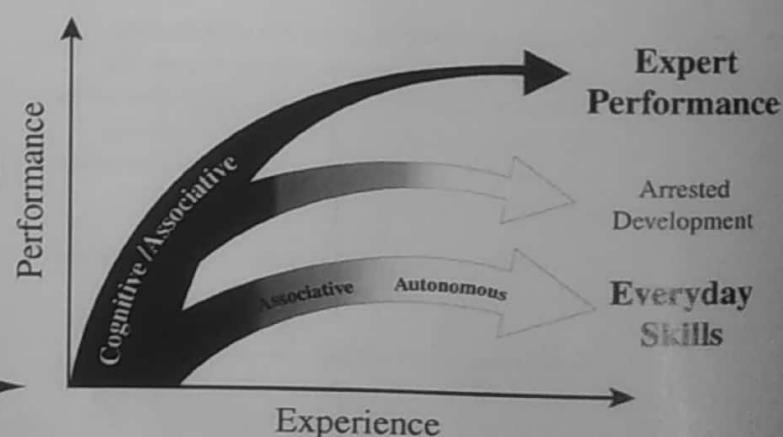 Performance
Cognitive/Associative
Associative
Autonomous
Expert
Performance
Arrested
Development
Everyday
Skills
Experience